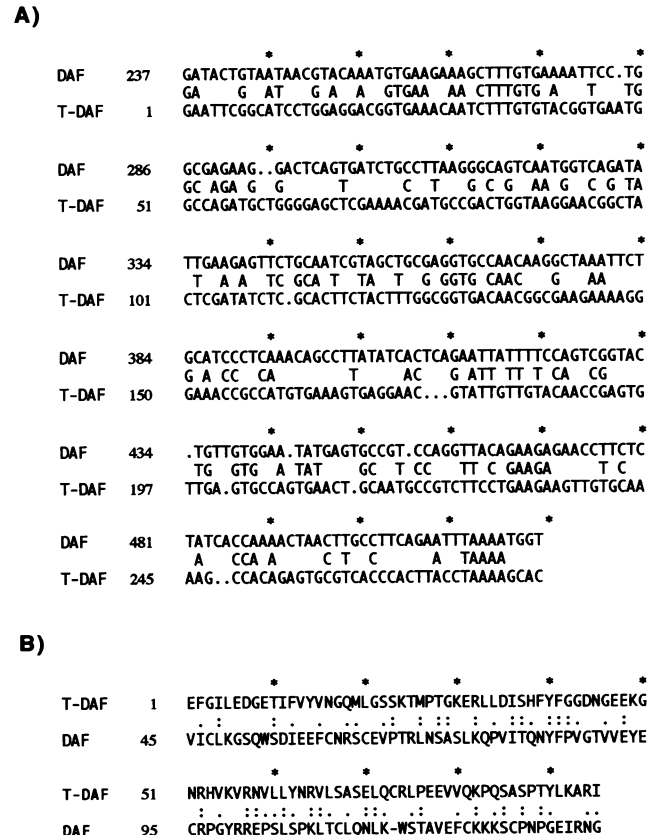 A)
* * * * *
DAF 237 GATACTGTAATAACGTACAAATGTGAAGAAAGCTTTGTGAAAATTCC.TG
GA G AT G A A GTGAA AA CTTTGTG A T TG
T-DAF 1 GAATTCGGCATCCTGGAGGACGGTGAAACAATCTTTGTGTACGGTGAATG
* * * * *
DAF 286 GCGAGAAG..GACTCAGTGATCTGCCTTAAGGGCAGTCAATGGTCAGATA
GC AGA G G T C T G C G AA G C G TA
T-DAF 51 GCCAGATGCTGGGGAGCTCGAAAACGATGCCGACTGGTAAGGAACGGCTA
* * * * *
DAF 334 TTGAAGAGTTCTGCAATCGTAGCTGCGAGGTGCCAACAAGGCTAAATTCT
T A A TC GCA T TA T G GGTG CAAC G AA
T-DAF 101 CTCGATATCTC.GCACTTCTACTTTGGCGGTGACAACGGCGAAGAAAAGG
* * * * *
DAF 384 GCATCCCTCAAACAGCCTTATATCACTCAGAATTATTTTCCAGTCGGTAC
G A CC CA T AC G ATT TT T CA CG
T-DAF 150 GAAACCGCCATGTGAAAGTGAGGAAC...GTATTGTTGTACAACCGAGTG
* * * * *
DAF 434 .TGTTGTGGAA.TATGAGTGCCGT.CCAGGTTACAGAAGAGAACCTTCTC
TG GTG A TAT GC T CC TT C GAAGA T C
T-DAF 197 TTGA.GTGCCAGTGAACT.GCAATGCCGTCTTCCTGAAGAAGTTGTGCAA
* * * *
DAF 481 TATCACCAAAACTAACTTGCCTTCAGAATTTAAAATGGT
A CCA A C T C A TAAAA
T-DAF 245 AAG..CCACAGAGTGCGTCACCCACTTACCTAAAAGCAC
B)
* * * * *
T-DAF 1 EFGILEDGETIFVYVNGQMLGSSKTMPTGKERLLDISHFYFGGDNGEEKG
. : : . . .. . : : :: . :: :::. . :
DAF 45 VICLKGSQWSDIEEFCNRSCEVPTRLNSASLKQPVITQNYFPVGTVVEYE
* * * *
T-DAF 51 NRHVKVRNVLLYNRVLSASELQCRLPEEVVQKPQSASPTYLKARI
: . : ::..: : : . :: . : . : . : . : . ..
DAF 95 CRPGYRREPSLSPKLTCLQNLK-WSTAVEFCKKKSCPNPGEIRNG